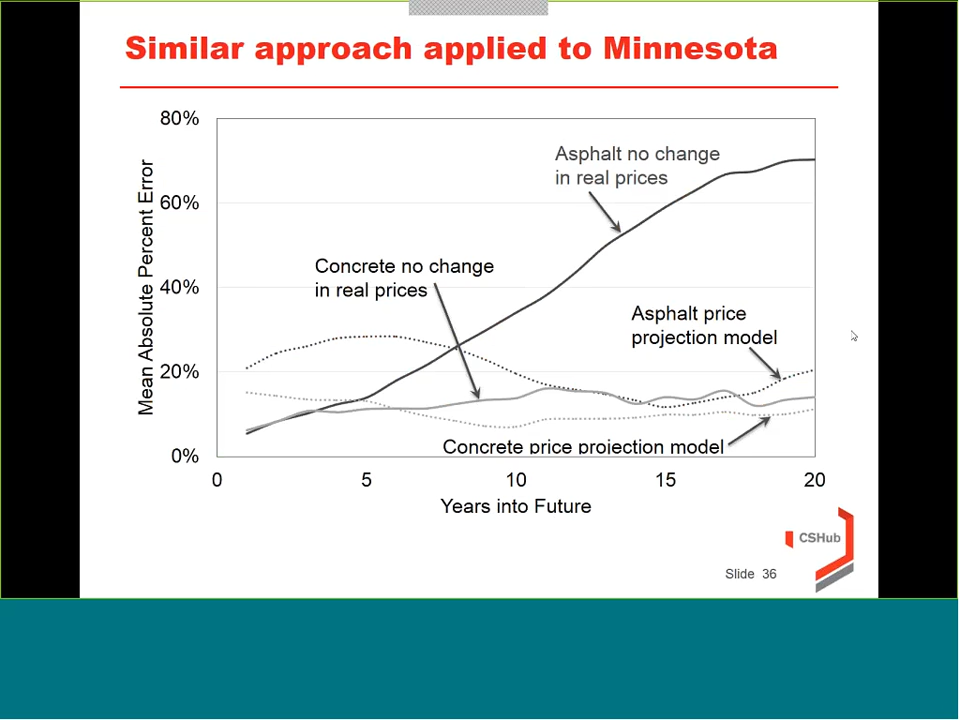 Similar approach applied to Minnesota
80%
60%
40%
20%
0%
Mean Absolute Percent Error
Asphalt no change
in real prices
Concrete no change
in real prices
Asphalt price
projection model
Concrete price projection model
0 5 10 15 20
Years into Future
CSHub
Slide 36